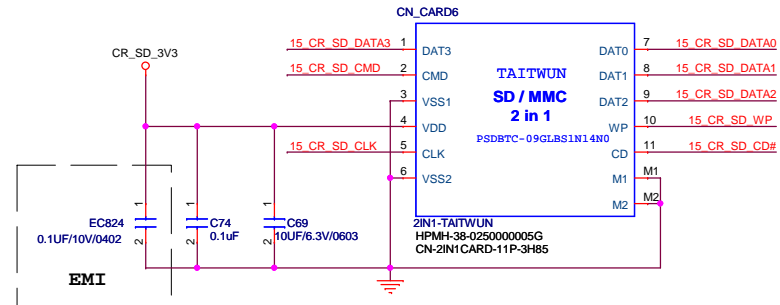 CN_CARD6
CR_SD_3V3
15_CR_SD_DATA3 1 DAT3 DAT0 7 15_CR_SD_DATA0
15_CR_SD_CMD 2 CMD TAITWUN DAT1 8 15_CR_SD_DATA1
3 VSS1 SD / MMC DAT2 9 15_CR_SD_DATA2
4 VDD 2 in 1 WP 10 15_CR_SD_WP
PSDBTC-09GLBS1N14N0
15_CR_SD_CLK 5 CLK CD 11 15_CR_SD_CD#
6 VSS2 M1 M1
M2 M2
1 1 1
EC824 C74 C69 2IN1-TAITWUN
0.1UF/10V/0402 0.1uF 10UF/6.3V/0603 HPMH-38-0250000005G
2 2 2 CN-2IN1CARD-11P-3H85
EMI